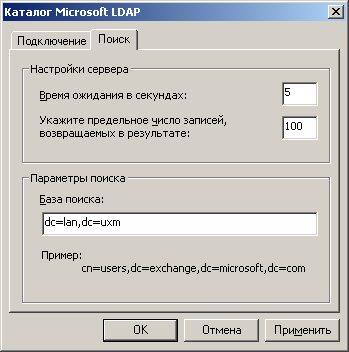 Каталог Microsoft LDAP
Подключение Поиск
Настройки сервера
Время ожидания в секундах: 5
Укажите предельное число записей,
возвращаемых в результате: 100
Параметры поиска
База поиска:
dc=lan,dc=uxm
Пример:
cn=users,dc=exchange,dc=microsoft,dc=com
OK Отмена Применить